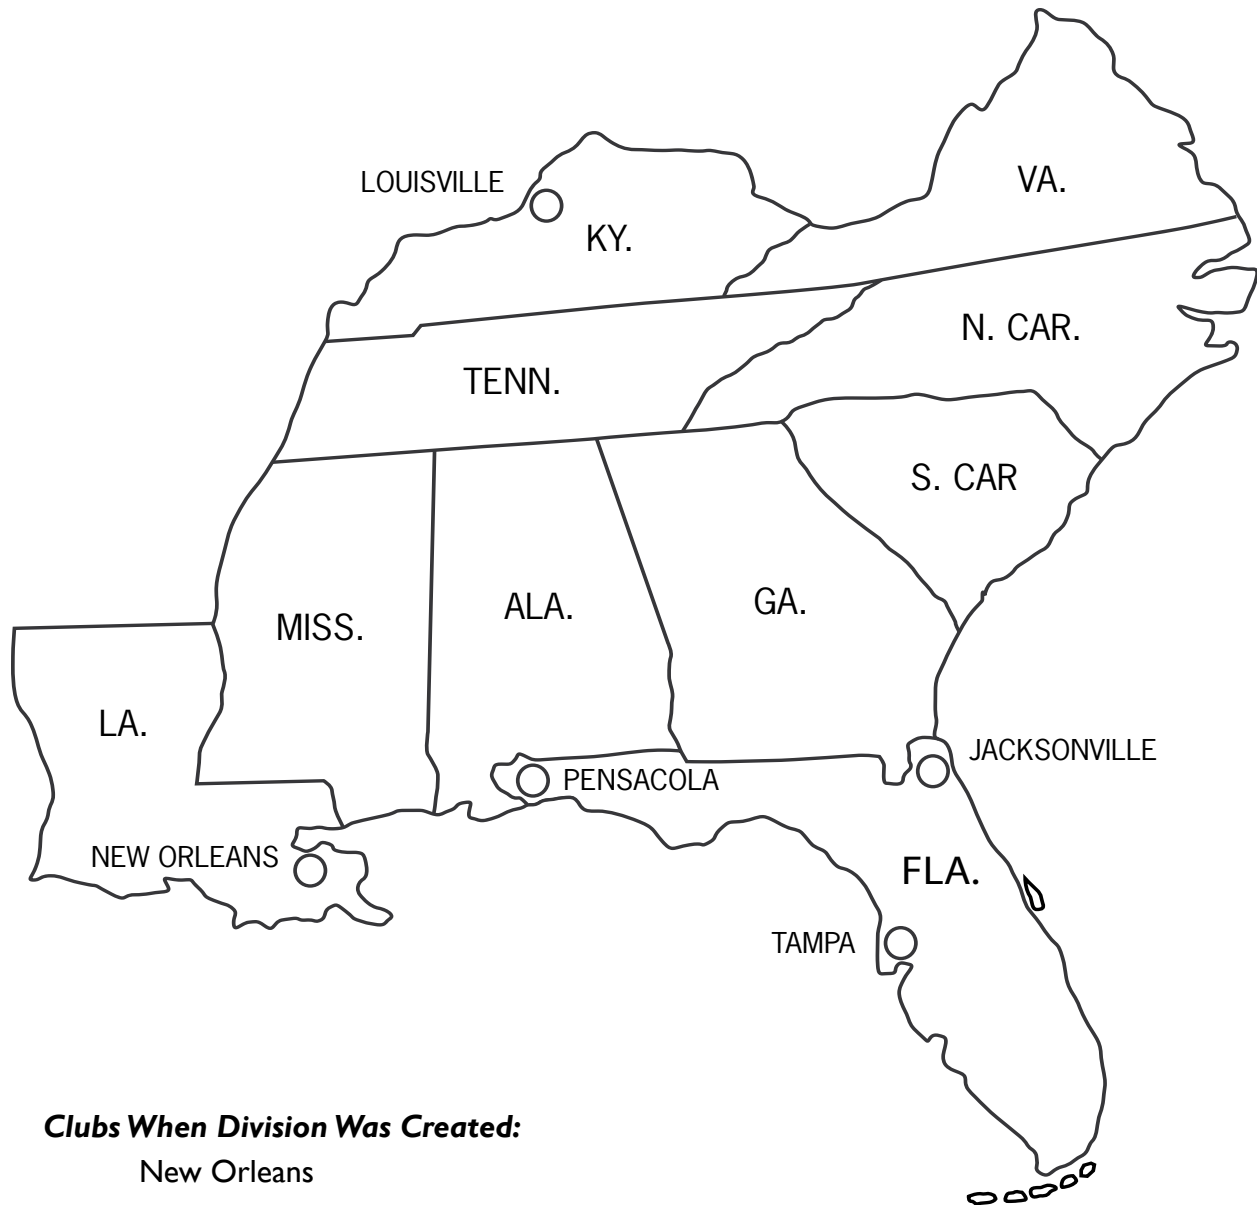 VA.
LOUISVILLE
KY.
N. CAR.
TENN.
S. CAR
GA.
ALA.
MISS.
LA.
JACKSONVILLE
PENSACOLA
NEW ORLEANS
FLA.
TAMPA
Clubs When Division Was Created:
New Orleans